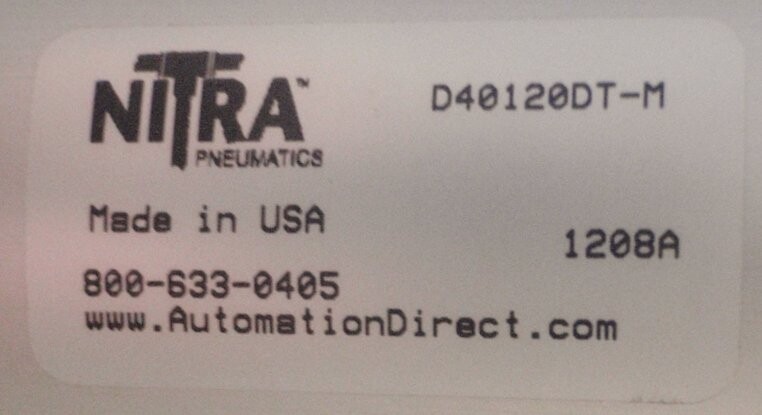 NITRA™ D40120DT-M
PNEUMATICS
Made in USA
1208A
800-633-0405
www.AutomationDirect.com